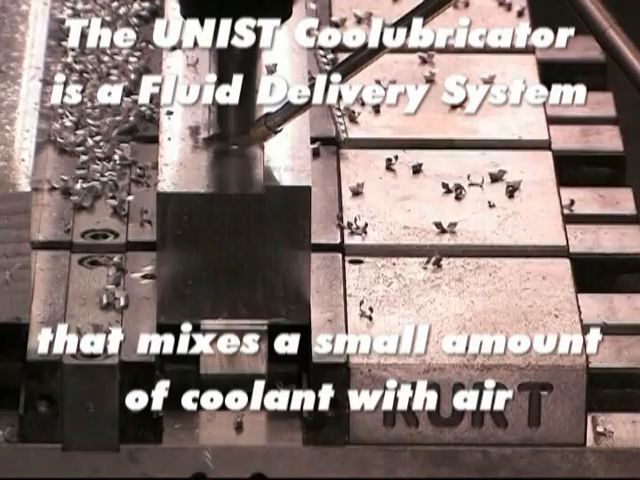 The UNIST Coolubricator
is a Fluid Delivery System
that mixes a small amount
of coolant with air
KURT